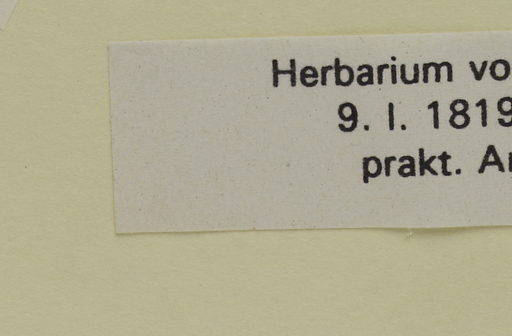 Herbarium vo
9. I. 1819
prakt. A